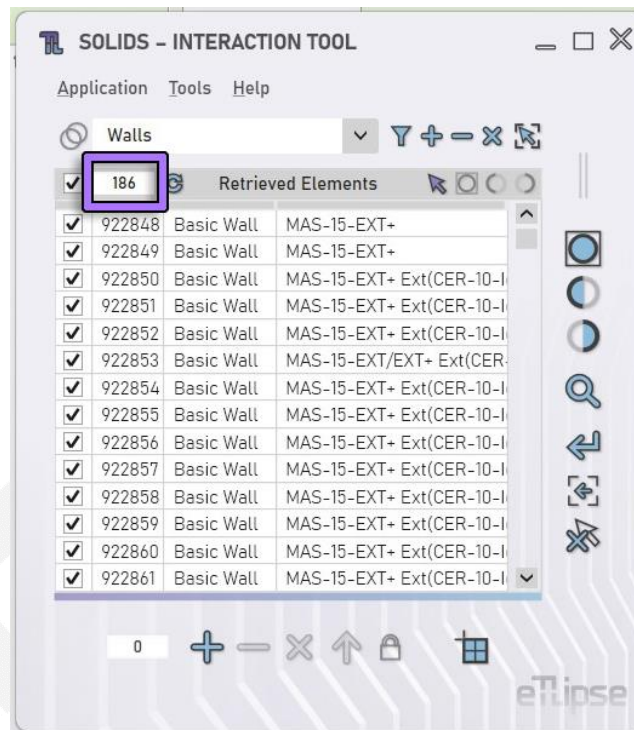 SOLIDS – INTERACTION TOOL
Application Tools Help
Walls
186 Retrieved Elements
922848 Basic Wall MAS-15-EXT+
922849 Basic Wall MAS-15-EXT+
922850 Basic Wall MAS-15-EXT+ Ext(CER-10-I
922851 Basic Wall MAS-15-EXT+ Ext(CER-10-I
922852 Basic Wall MAS-15-EXT+ Ext(CER-10-I
922853 Basic Wall MAS-15-EXT/EXT+ Ext(CER-
922854 Basic Wall MAS-15-EXT+ Ext(CER-10-I
922855 Basic Wall MAS-15-EXT+ Ext(CER-10-I
922856 Basic Wall MAS-15-EXT+ Ext(CER-10-I
922857 Basic Wall MAS-15-EXT+ Ext(CER-10-I
922858 Basic Wall MAS-15-EXT+ Ext(CER-10-I
922859 Basic Wall MAS-15-EXT+ Ext(CER-10-I
922860 Basic Wall MAS-15-EXT+ Ext(CER-10-I
922861 Basic Wall MAS-15-EXT+ Ext(CER-10-I
0
eTLipse